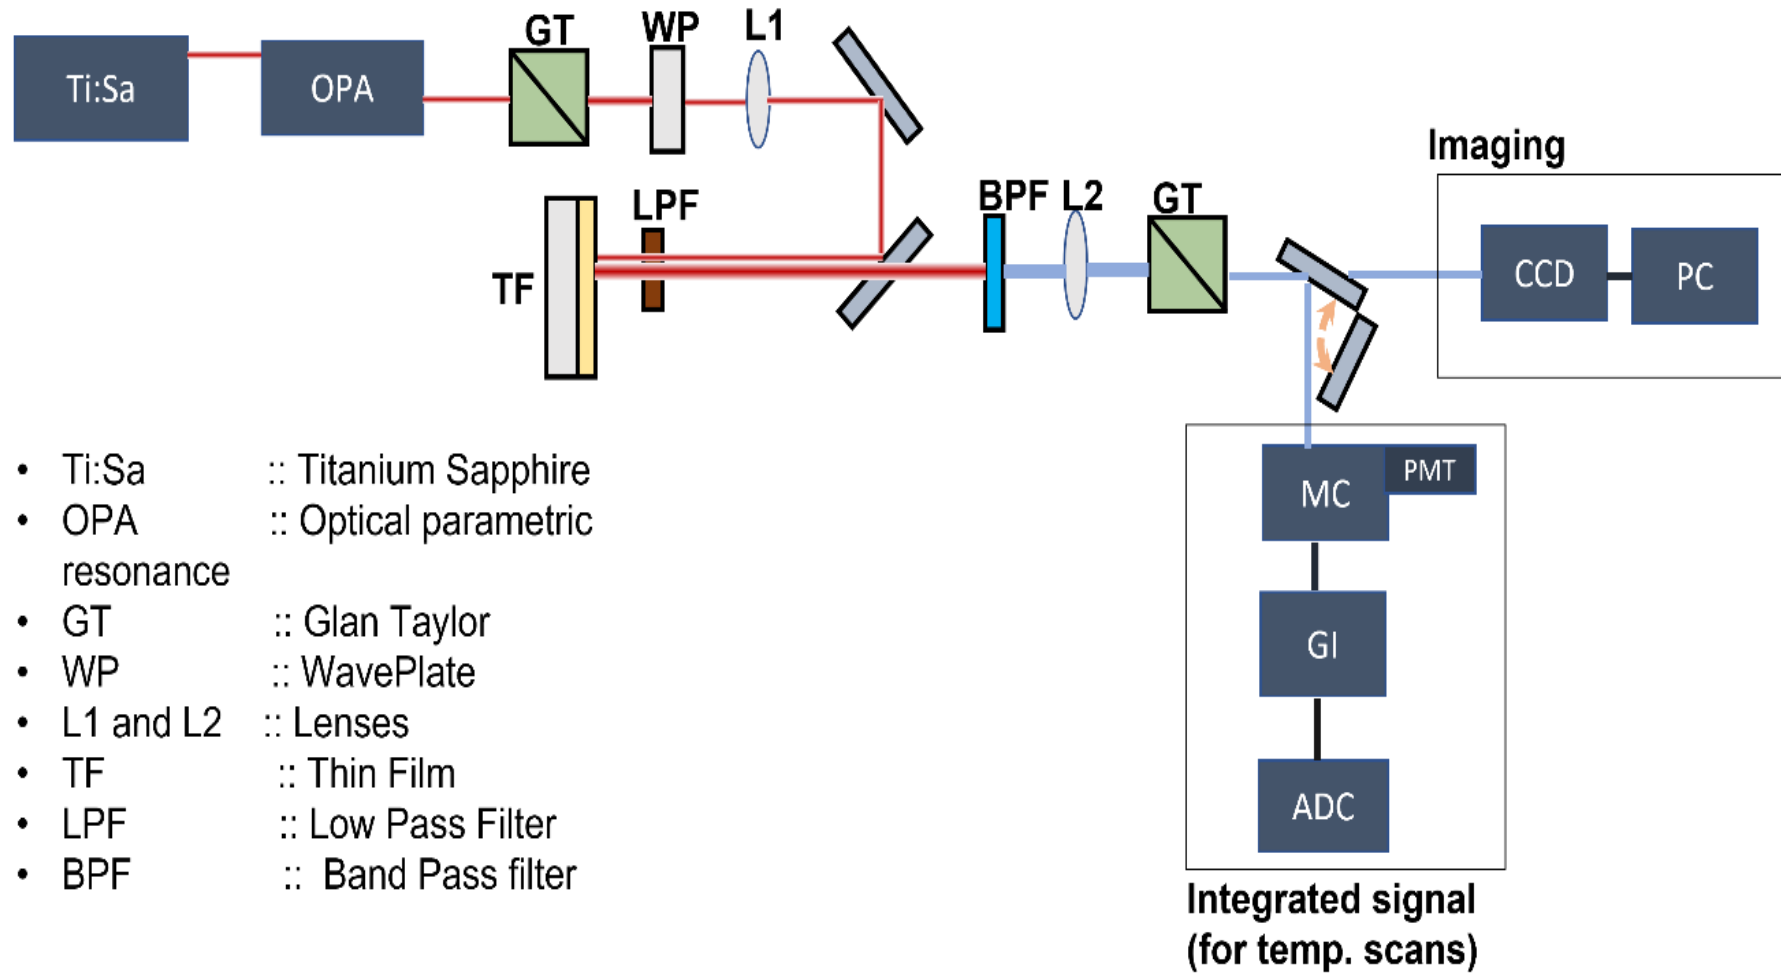 GT
WP
L1
Ti:Sa
OPA
Imaging
LPF
BPF
L2
GT
TF
CCD
PC
MC
PMT
GI
ADC
Integrated signal
(for temp. scans)
• Ti:Sa :: Titanium Sapphire
• OPA :: Optical parametric
resonance
• GT :: Glan Taylor
• WP :: WavePlate
• L1 and L2 :: Lenses
• TF :: Thin Film
• LPF :: Low Pass Filter
• BPF :: Band Pass filter